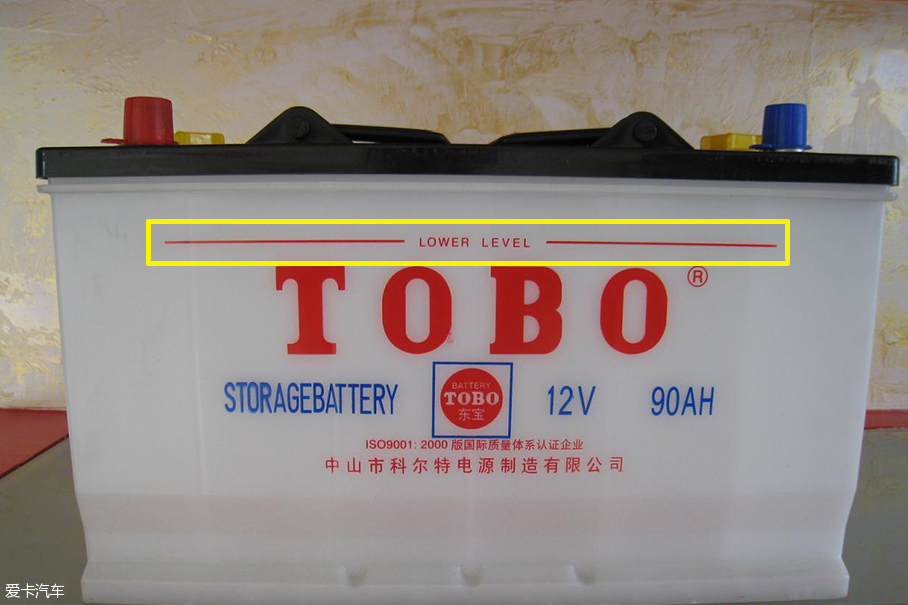 LOWER LEVEL
TOBO®
STORAGEBATTERY
BATTERY
TOBO
东宝
12V
90AH
ISO9001: 2000 版国际质量体系认证企业
中山市科尔特电源制造有限公司
爱卡汽车